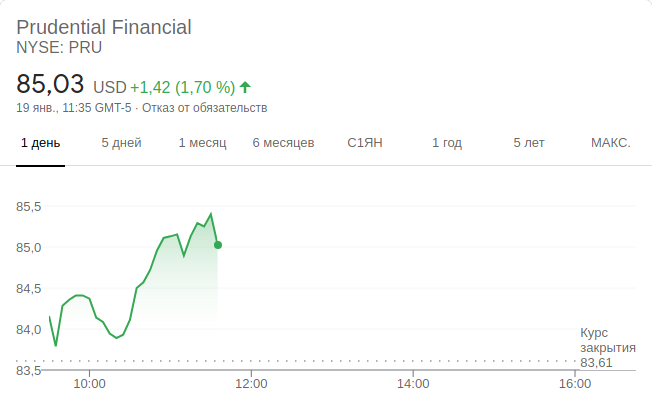 Prudential Financial
NYSE: PRU
85,03 USD +1,42 (1,70 %)
19 янв., 11:35 GMT-5 · Отказ от обязательств
1 день 5 дней 1 месяц 6 месяцев С1ЯН 1 год 5 лет МАКС.
85,5
85,0
84,5
84,0
83,5
Курс
закрытия
83,61
10:00 12:00 14:00 16:00